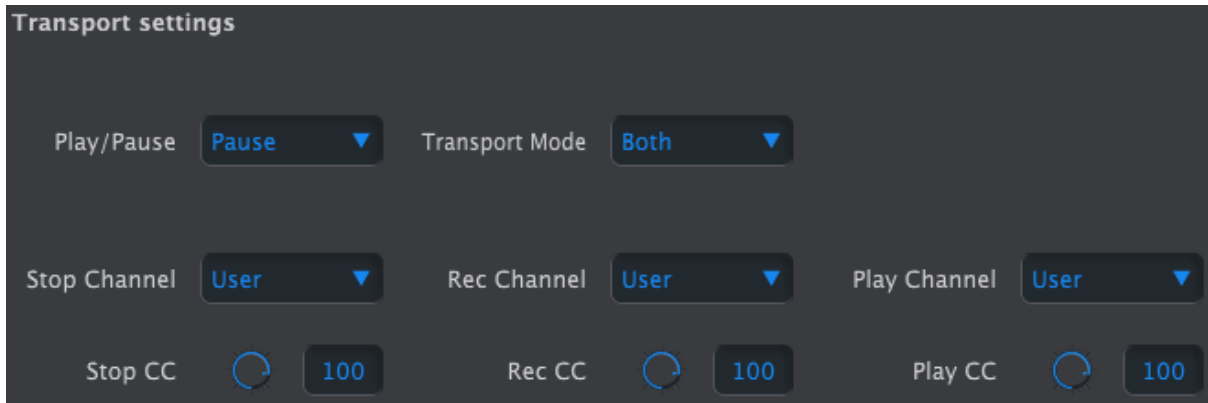 Transport settings
Play/Pause Pause Transport Mode Both
Stop Channel User Rec Channel User Play Channel User
Stop CC 100 Rec CC 100 Play CC 100